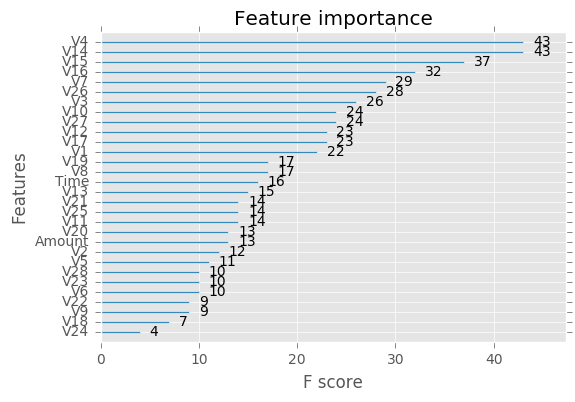 Feature importance
Features
V4 43
V14 43
V15 37
V16 32
V7 29
V26 28
V3 26
V10 24
V27 24
V12 23
V17 23
V1 22
V19 17
V8 17
Time 16
V13 15
V21 14
V25 14
V11 14
V20 13
Amount 13
V2 12
V5 11
V28 10
V23 10
V6 10
V22 9
V9 9
V18 7
V24 4
0 10 20 30 40
F score